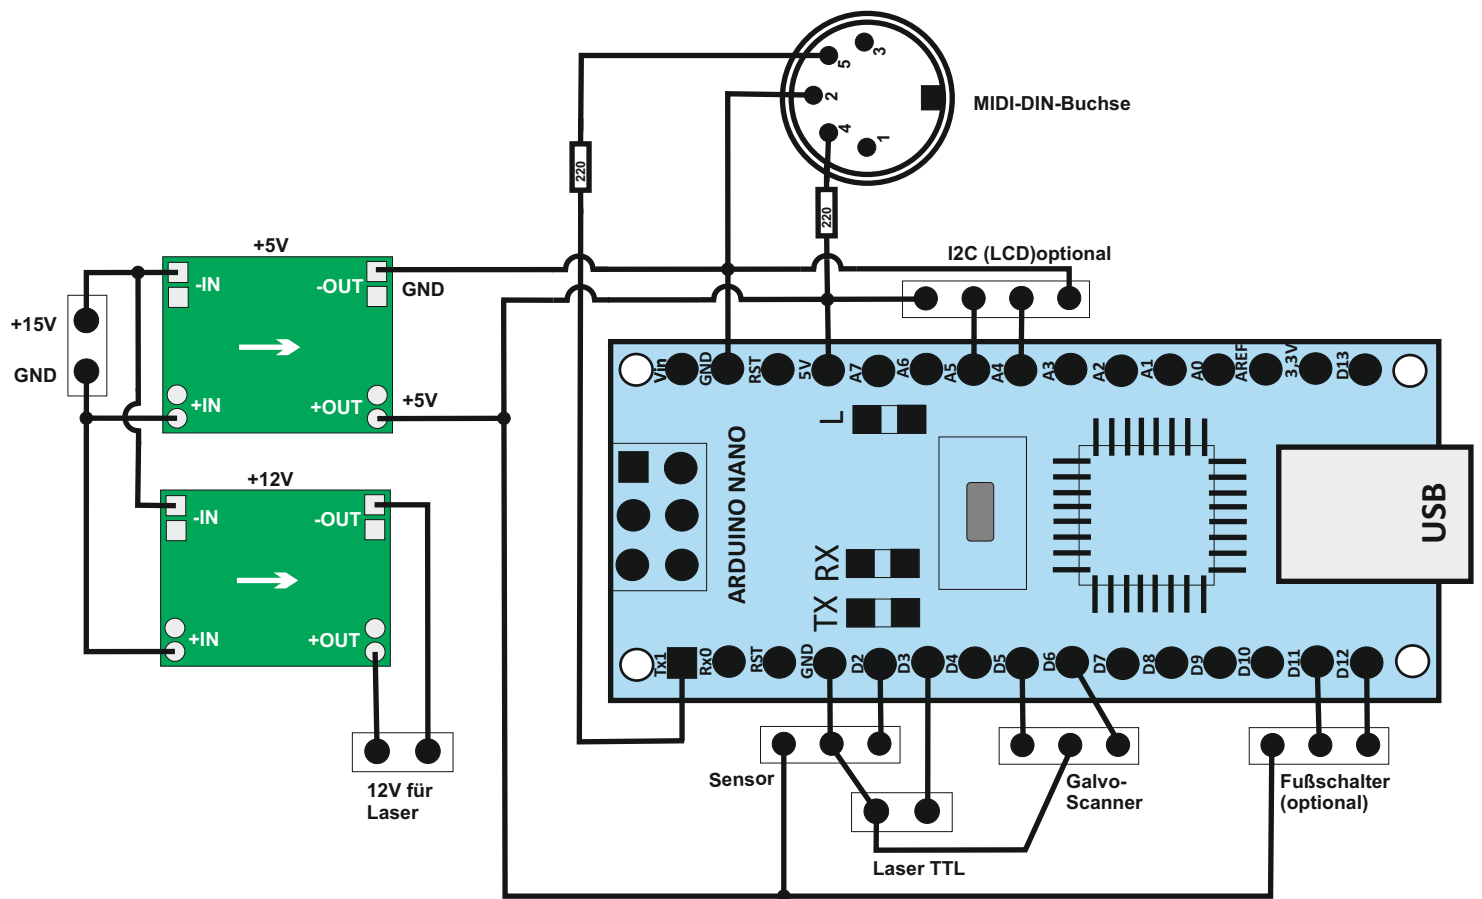 3
5
2
4
1
MIDI-DIN-Buchse
220
220
I2C (LCD)optional
+5V
-IN
-OUT
GND
+15V
GND
+IN
+OUT
+5V
+12V
-IN
-OUT
+IN
+OUT
12V für
Laser
Vin
GND
RST
5V
A7
A6
A5
A4
A3
A2
A1
A0
AREF
3,3V
D13
L
ARDUINO NANO
RX
TX
USB
Tx1
Rx0
RST
GND
D2
D3
D4
D5
D6
D7
D8
D9
D10
D11
D12
Sensor
Laser TTL
Galvo-
Scanner
Fußschalter
(optional)